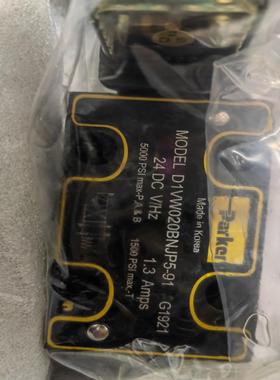 Parker
Made in Korea
MODEL D1VW020BNJP5-91 G1921
24 DC V/Hz 1.3 Amps
5000 PSI max-P,A & B 1500 PSI max.-T